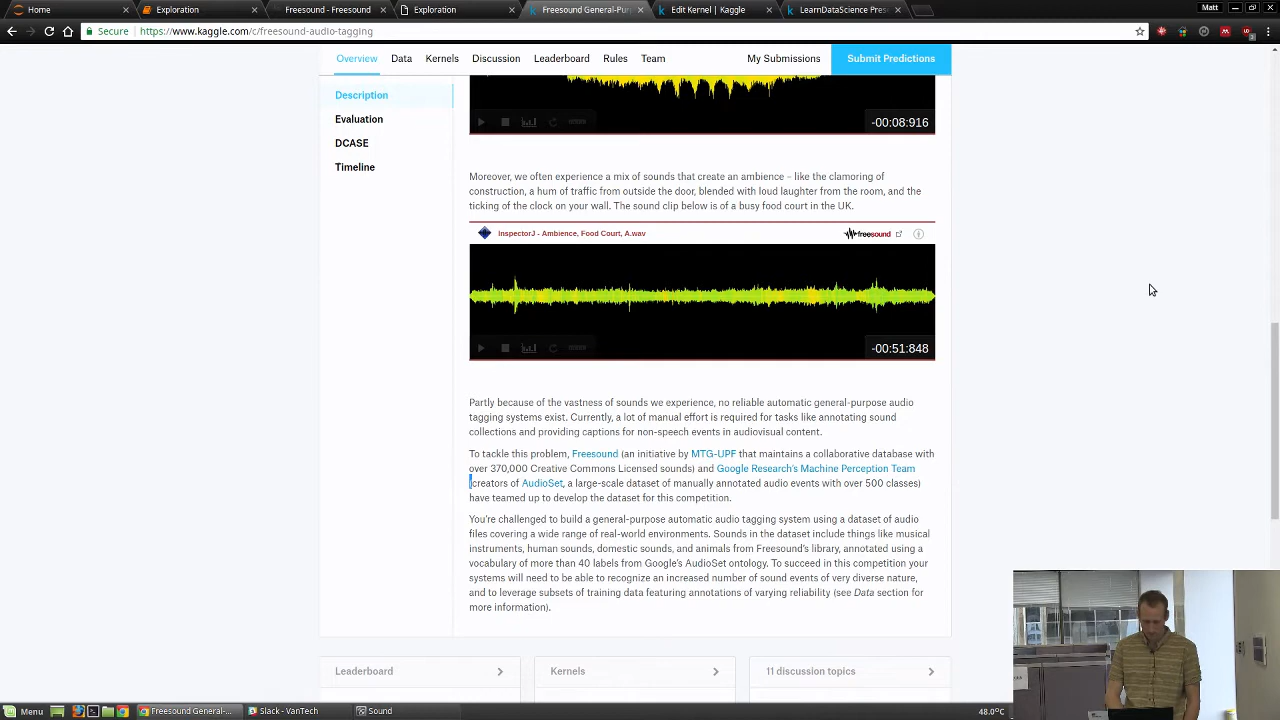 Home
Exploration
Freesound - Freesound
Exploration
Freesound General-Pur
Edit Kernel | Kaggle
LearnDataScience Pres
Matt
Secure
https://www.kaggle.com/c/freesound-audio-tagging
Overview Data Kernels Discussion Leaderboard Rules Team My Submissions Submit Predictions
Description
Evaluation
DCASE
Timeline
-00:08:916
Moreover, we often experience a mix of sounds that create an ambience – like the clamoring of
construction, a hum of traffic from outside the door, blended with loud laughter from the room, and the
ticking of the clock on your wall. The sound clip below is of a busy food court in the UK.
InspectorJ - Ambience, Food Court, A.wav
freesound
-00:51:848
Partly because of the vastness of sounds we experience, no reliable automatic general-purpose audio
tagging systems exist. Currently, a lot of manual effort is required for tasks like annotating sound
collections and providing captions for non-speech events in audiovisual content.
To tackle this problem, Freesound (an initiative by MTG-UPF that maintains a collaborative database with
over 370,000 Creative Commons Licensed sounds) and Google Research's Machine Perception Team
(creators of AudioSet, a large-scale dataset of manually annotated audio events with over 500 classes)
have teamed up to develop the dataset for this competition.
You're challenged to build a general-purpose automatic audio tagging system using a dataset of audio
files covering a wide range of real-world environments. Sounds in the dataset include things like musical
instruments, human sounds, domestic sounds, and animals from Freesound's library, annotated using a
vocabulary of more than 40 labels from Google's AudioSet ontology. To succeed in this competition your
systems will need to be able to recognize an increased number of sound events of very diverse nature,
and to leverage subsets of training data featuring annotations of varying reliability (see Data section for
more information).
Leaderboard
Kernels
11 discussion topics
Menu
Freesound General-...
Slack - VanTech
Sound
48.0°C